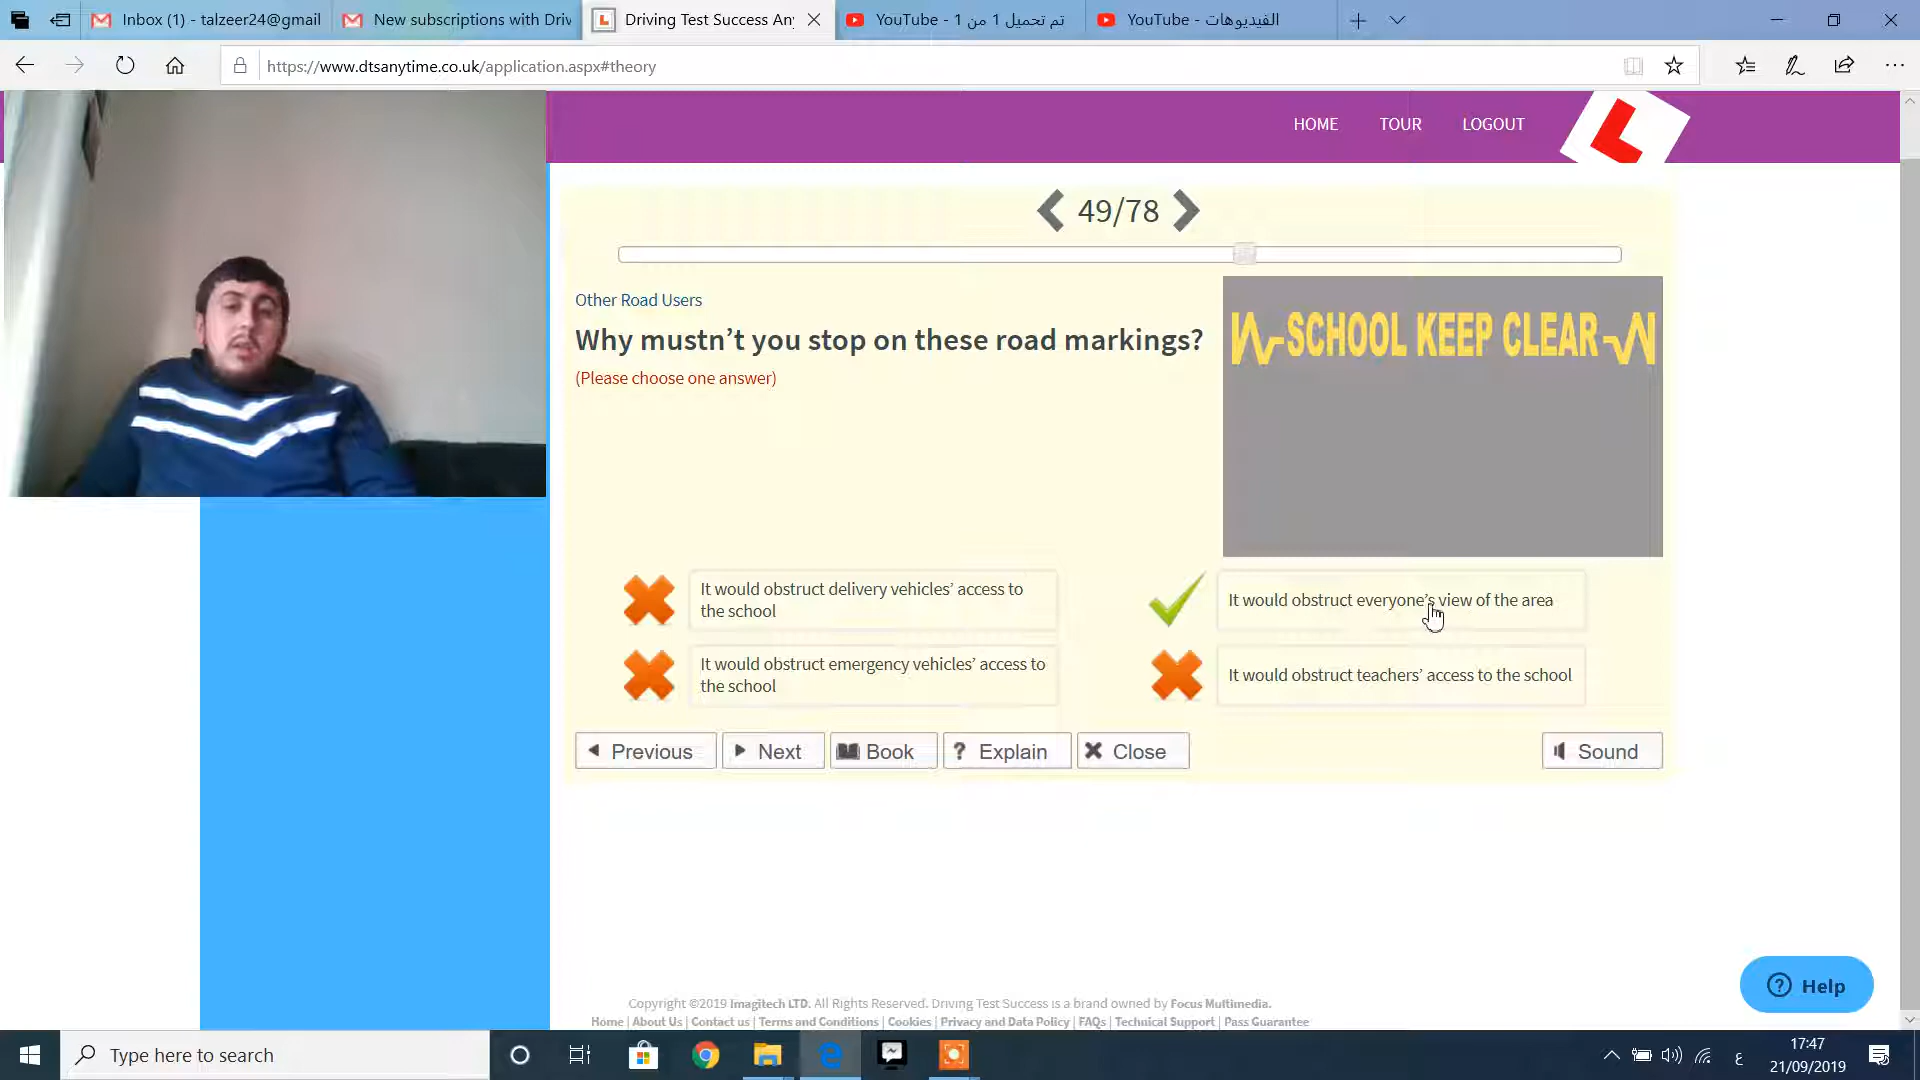 Inbox (1) - talzeer24@gmail
New subscriptions with Driv
Driving Test Success Any
YouTube - تم تحميل 1 من 1
YouTube - الفيديوهات
https://www.dtsanytime.co.uk/application.aspx#theory
HOME
TOUR
LOGOUT
L
49/78
Other Road Users
Why mustn't you stop on these road markings?
(Please choose one answer)
SCHOOL KEEP CLEAR
It would obstruct delivery vehicles' access to
the school
It would obstruct everyone's view of the area
It would obstruct emergency vehicles' access to
the school
It would obstruct teachers' access to the school
Previous
Next
Book
? Explain
Close
Sound
? Help
Copyright ©2019 Imagitech LTD. All Rights Reserved. Driving Test Success is a brand owned by Focus Multimedia.
Home | About Us | Contact us | Terms and Conditions | Cookies | Privacy and Data Policy | FAQs | Technical Support | Pass Guarantee
Type here to search
ع
17:47
21/09/2019